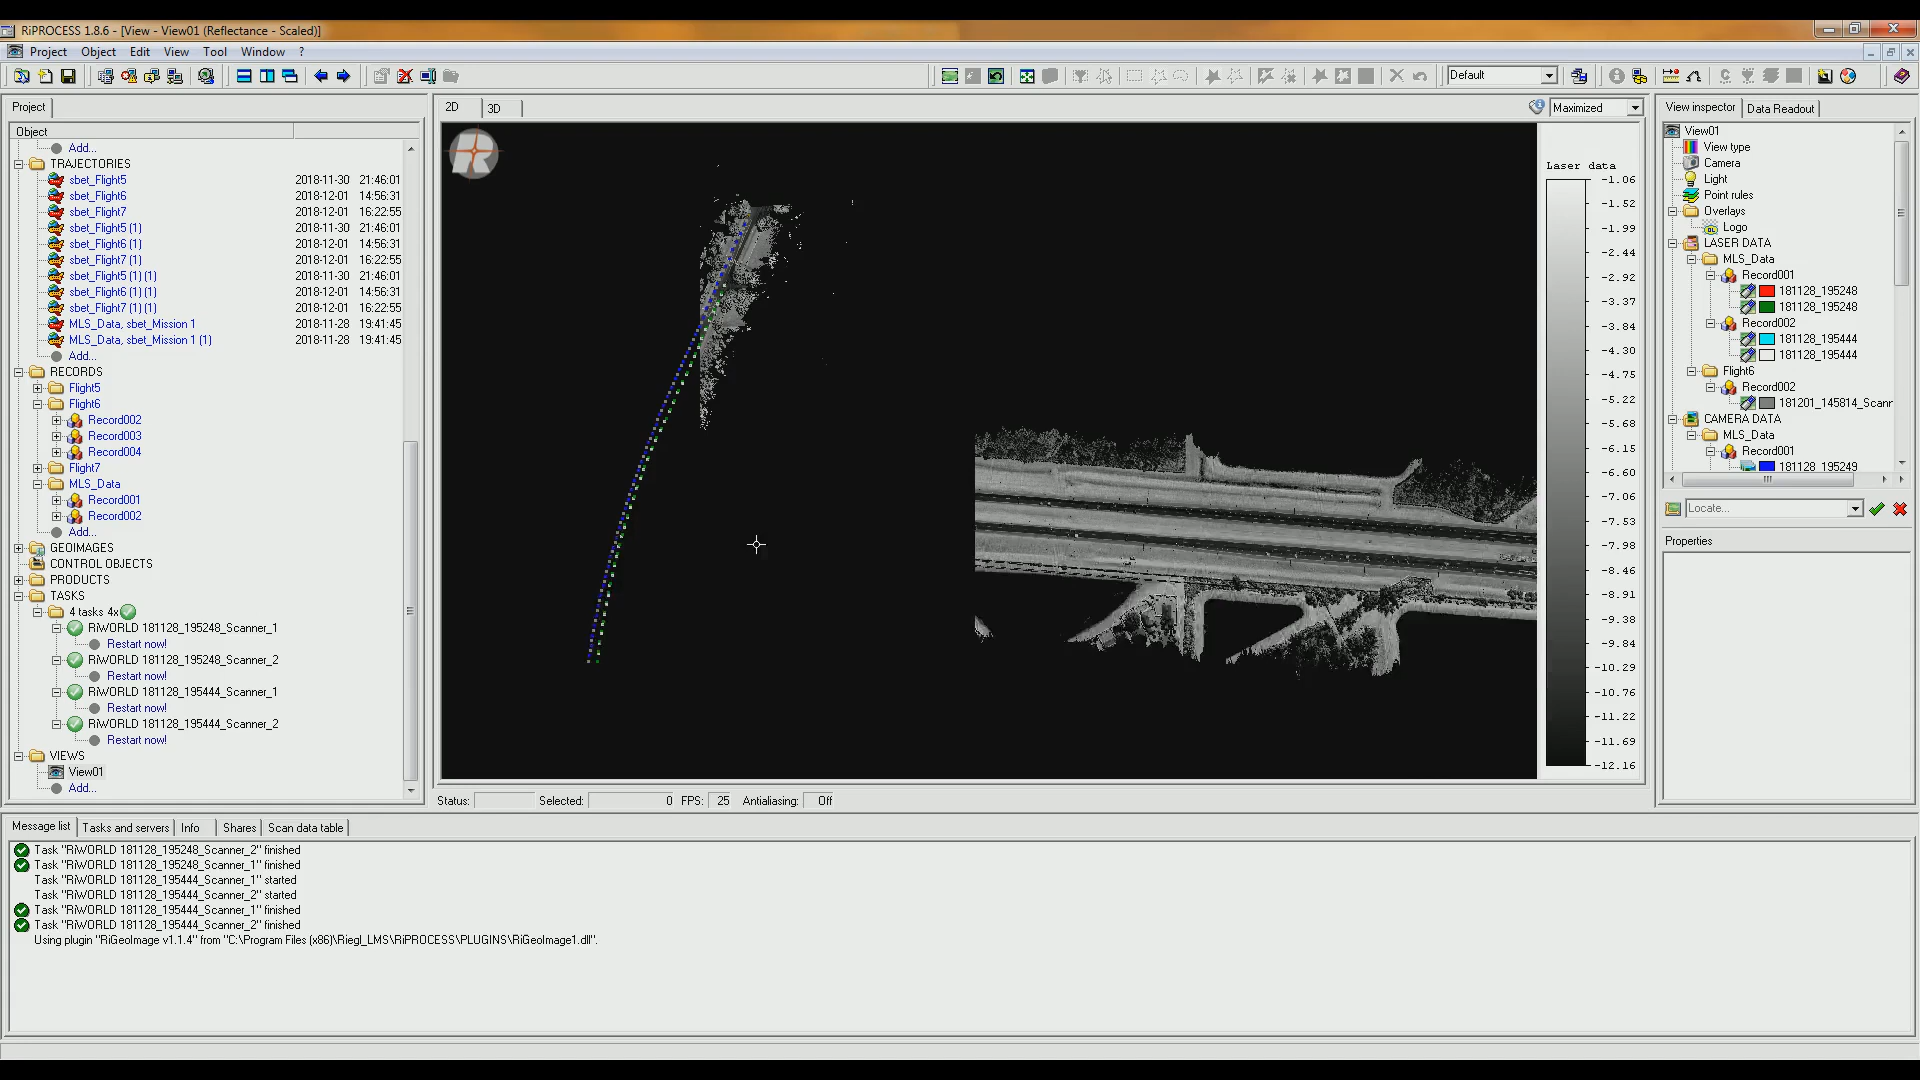 RiPROCESS 1.8.6 - [View - View01 (Reflectance - Scaled)]
Project Object Edit View Tool Window ?
Default
Project
Object
Add...
TRAJECTORIES
sbet_Flight5 2018-11-30 21:46:01
sbet_Flight6 2018-12-01 14:56:31
sbet_Flight7 2018-12-01 16:22:55
sbet_Flight5 (1) 2018-11-30 21:46:01
sbet_Flight6 (1) 2018-12-01 14:56:31
sbet_Flight7 (1) 2018-12-01 16:22:55
sbet_Flight5 (1) (1) 2018-11-30 21:46:01
sbet_Flight6 (1) (1) 2018-12-01 14:56:31
sbet_Flight7 (1) (1) 2018-12-01 16:22:55
MLS_Data, sbet_Mission 1 2018-11-28 19:41:45
MLS_Data, sbet_Mission 1 (1) 2018-11-28 19:41:45
Add...
RECORDS
Flight5
Flight6
Record002
Record003
Record004
Flight7
MLS_Data
Record001
Record002
Add...
GEOIMAGES
CONTROL OBJECTS
PRODUCTS
TASKS
4 tasks 4x
RiWORLD 181128_195248_Scanner_1
Restart now!
RiWORLD 181128_195248_Scanner_2
Restart now!
RiWORLD 181128_195444_Scanner_1
Restart now!
RiWORLD 181128_195444_Scanner_2
Restart now!
VIEWS
View01
Add...
2D 3D
Maximized
R
Laser data
-1.06
-1.52
-1.99
-2.44
-2.92
-3.37
-3.84
-4.30
-4.75
-5.22
-5.68
-6.15
-6.60
-7.06
-7.53
-7.98
-8.46
-8.91
-9.38
-9.84
-10.29
-10.76
-11.22
-11.69
-12.16
Status: Selected: 0 FPS: 25 Antialiasing: Off
View inspector Data Readout
View01
View type
Camera
Light
Point rules
Overlays
Logo
LASER DATA
MLS_Data
Record001
181128_195248
181128_195248
Record002
181128_195444
181128_195444
Flight6
Record002
181201_145814_Scanr
CAMERA DATA
MLS_Data
Record001
181128_195249
Locate...
Properties
Message list Tasks and servers Info Shares Scan data table
Task "RiWORLD 181128_195248_Scanner_2" finished
Task "RiWORLD 181128_195248_Scanner_1" finished
Task "RiWORLD 181128_195444_Scanner_1" started
Task "RiWORLD 181128_195444_Scanner_2" started
Task "RiWORLD 181128_195444_Scanner_1" finished
Task "RiWORLD 181128_195444_Scanner_2" finished
Using plugin "RiGeoImage v1.1.4" from "C:\Program Files (x86)\Riegl_LMS\RiPROCESS\PLUGINS\RiGeoImage1.dll".